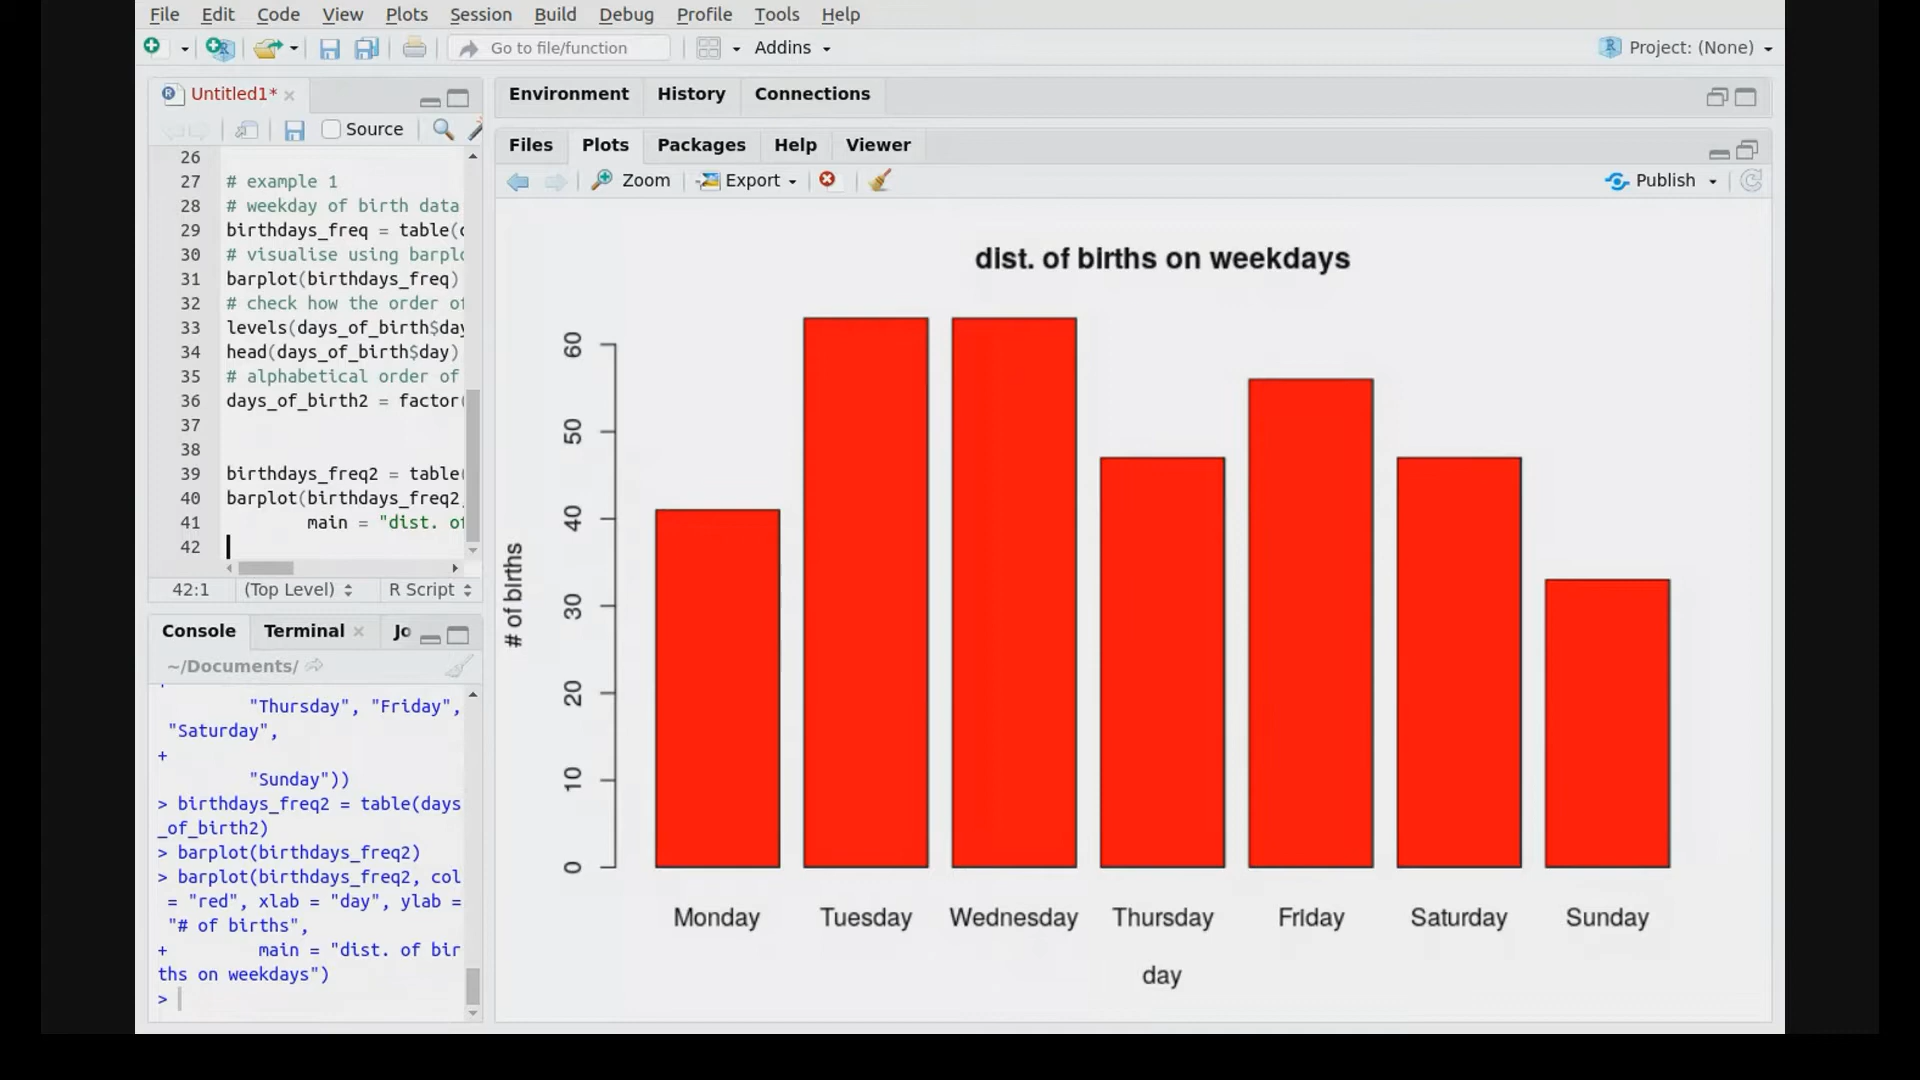 File Edit Code View Plots Session Build Debug Profile Tools Help
Go to file/function Addins Project: (None)
Untitled1*
Source
26
27 # example 1
28 # weekday of birth data
29 birthdays_freq = table(
30 # visualise using barplo
31 barplot(birthdays_freq)
32 # check how the order of
33 levels(days_of_birth$day
34 head(days_of_birth$day)
35 # alphabetical order of
36 days_of_birth2 = factor(
37
38
39 birthdays_freq2 = table(
40 barplot(birthdays_freq2,
41 main = "dist. of
42
42:1 (Top Level) R Script
Console Terminal Jo
~/Documents/
"Thursday", "Friday",
"Saturday",
+
"Sunday"))
> birthdays_freq2 = table(days
_of_birth2)
> barplot(birthdays_freq2)
> barplot(birthdays_freq2, col
= "red", xlab = "day", ylab =
"# of births",
+ main = "dist. of bir
ths on weekdays")
>
Environment History Connections
Files Plots Packages Help Viewer
Zoom Export Publish
dist. of births on weekdays
60
50
40
30
20
10
0
# of births
Monday Tuesday Wednesday Thursday Friday Saturday Sunday
day